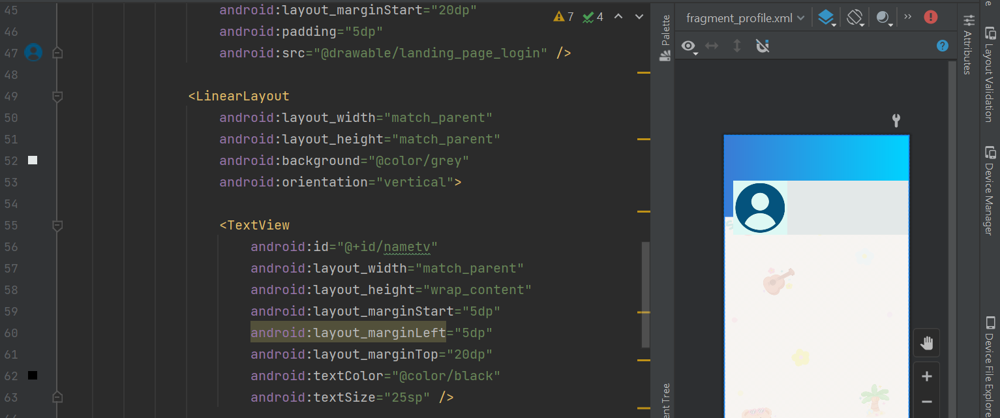 45 android:layout_marginStart="20dp"
46 android:padding="5dp"
47 android:src="@drawable/landing_page_login" />
48
49 <LinearLayout
50 android:layout_width="match_parent"
51 android:layout_height="match_parent"
52 android:background="@color/grey"
53 android:orientation="vertical">
54
55 <TextView
56 android:id="@+id/nametv"
57 android:layout_width="match_parent"
58 android:layout_height="wrap_content"
59 android:layout_marginStart="5dp"
60 android:layout_marginLeft="5dp"
61 android:layout_marginTop="20dp"
62 android:textColor="@color/black"
63 android:textSize="25sp" />
7 4
Palette
fragment_profile.xml
Attributes
Layout Validation
Device Manager
Device File Explore
nt Tree